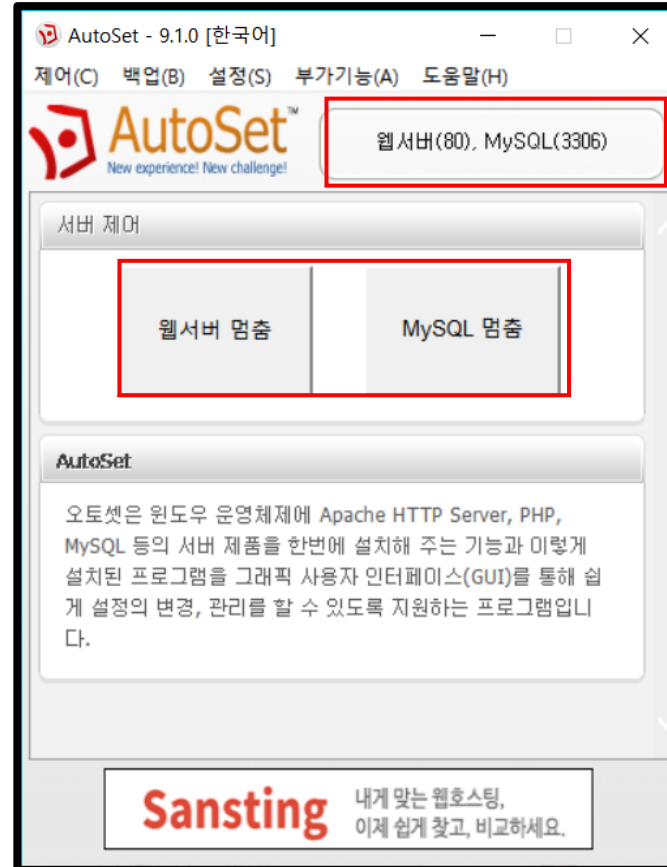 AutoSet - 9.1.0 [한국어]
제어(C) 백업(B) 설정(S) 부가기능(A) 도움말(H)
AutoSet™
New experience! New challenge!
웹서버(80), MySQL(3306)
서버 제어
웹서버 멈춤
MySQL 멈춤
AutoSet
오토셋은 윈도우 운영체제에 Apache HTTP Server, PHP,
MySQL 등의 서버 제품을 한번에 설치해 주는 기능과 이렇게
설치된 프로그램을 그래픽 사용자 인터페이스(GUI)를 통해 쉽
게 설정의 변경, 관리를 할 수 있도록 지원하는 프로그램입니
다.
Sansting
내게 맞는 웹호스팅,
이제 쉽게 찾고, 비교하세요.